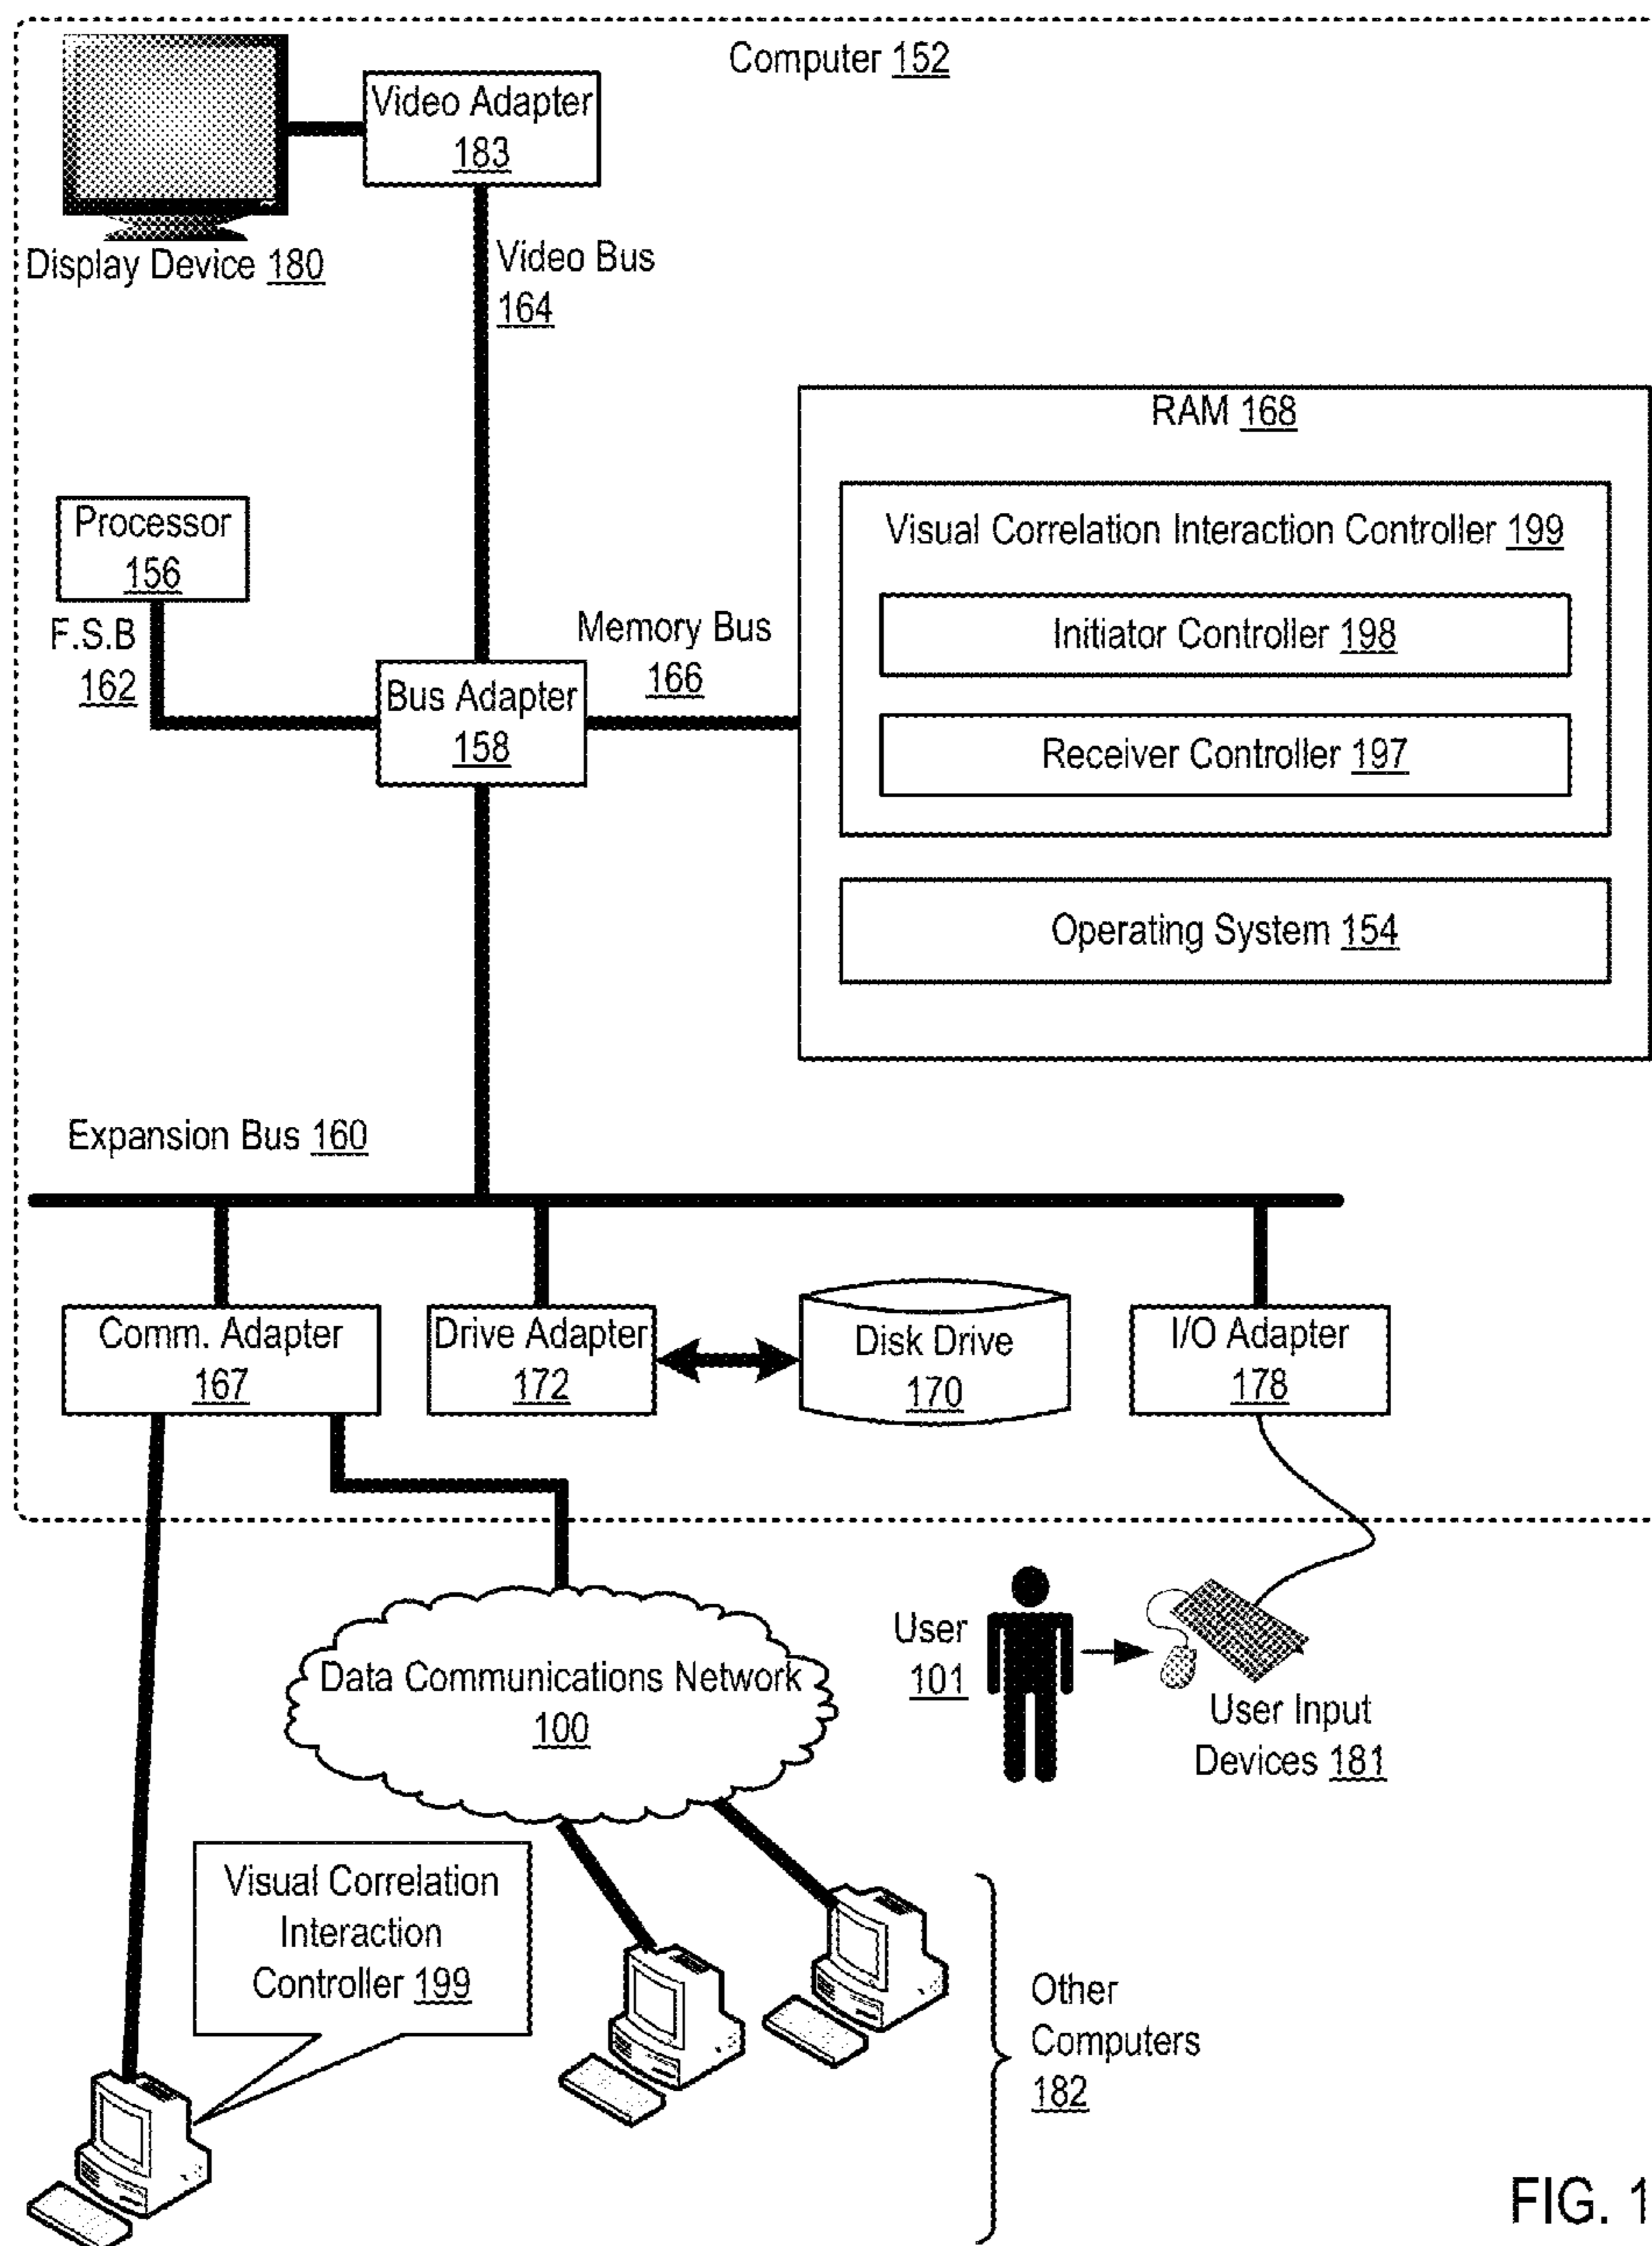 Computer 152
Video Adapter
183
Display Device 180
Video Bus
164
RAM 168
Visual Correlation Interaction Controller 199
Initiator Controller 198
Receiver Controller 197
Operating System 154
Processor
156
F.S.B
162
Memory Bus
166
Bus Adapter
158
Expansion Bus 160
Comm. Adapter
167
Drive Adapter
172
Disk Drive
170
I/O Adapter
178
Data Communications Network
100
User
101
User Input
Devices 181
Visual Correlation
Interaction
Controller 199
Other
Computers
182
FIG. 1